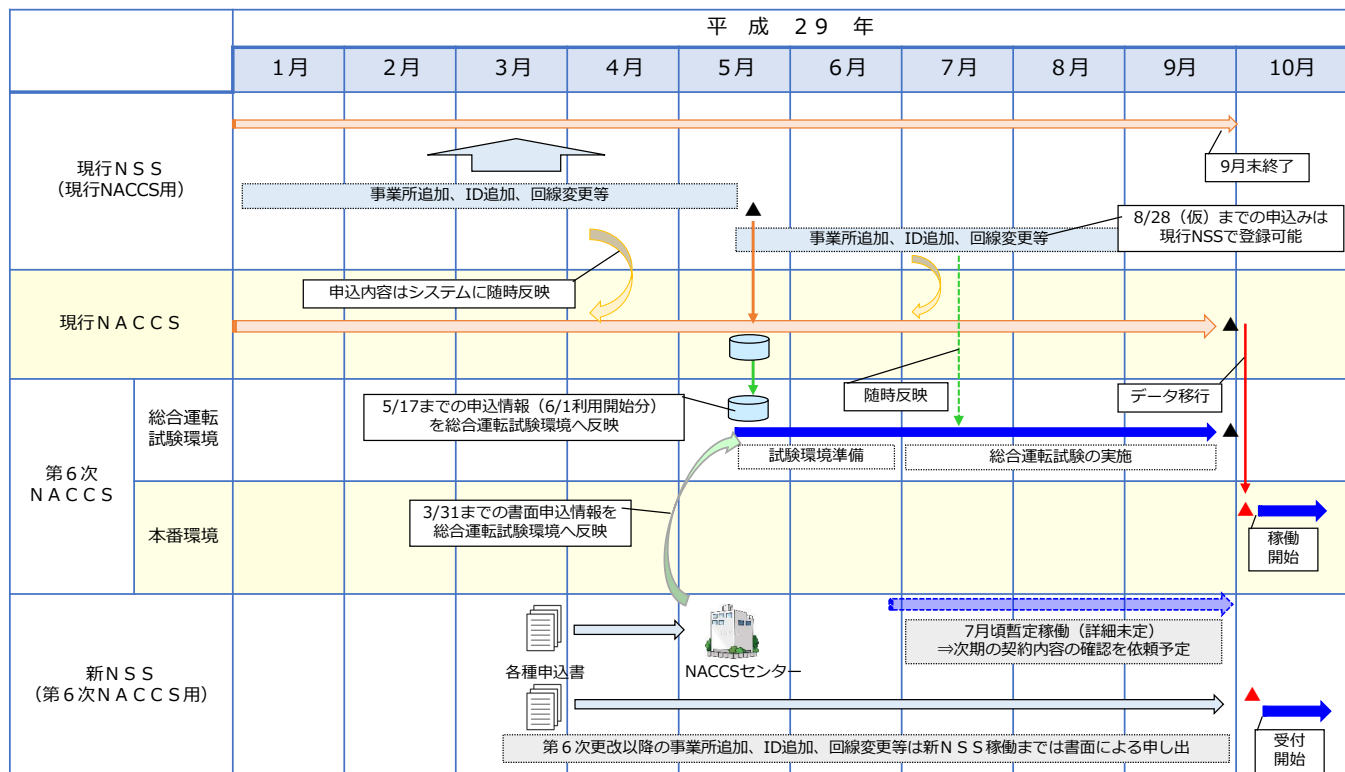 平 成 29 年
1月 2月 3月 4月 5月 6月 7月 8月 9月 10月
現行NSS
（現行NACCS用）
9月末終了
事業所追加、ID追加、回線変更等
事業所追加、ID追加、回線変更等
8/28（仮）までの申込みは
現行NSSで登録可能
申込内容はシステムに随時反映
現行NACCS
第6次
NACCS
総合運転
試験環境
5/17までの申込情報（6/1利用開始分）
を総合運転試験環境へ反映
随時反映
データ移行
試験環境準備
総合運転試験の実施
本番環境
3/31までの書面申込情報を
総合運転試験環境へ反映
稼働
開始
新NSS
（第6次NACCS用）
各種申込書
NACCSセンター
7月頃暫定稼働（詳細未定）
⇒次期の契約内容の確認を依頼予定
第6次更改以降の事業所追加、ID追加、回線変更等は新NSS稼働までは書面による申し出
受付
開始